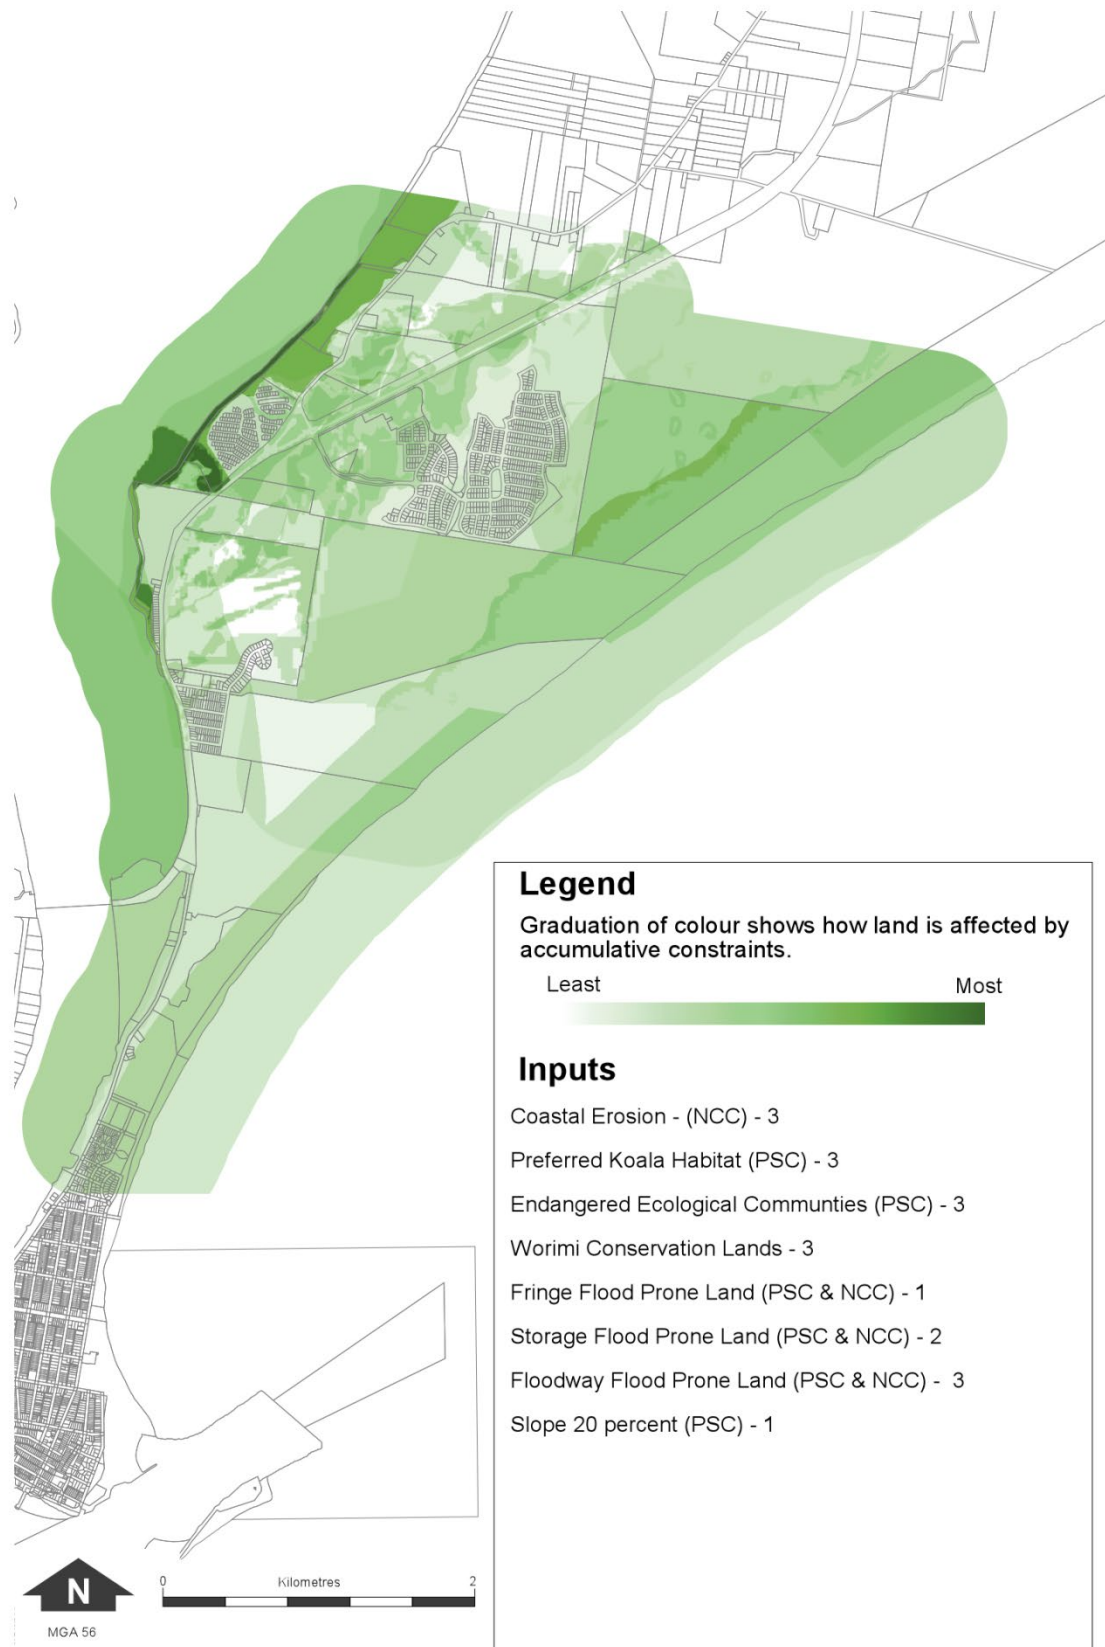 Legend
Graduation of colour shows how land is affected by
accumulative constraints.
Least Most
Inputs
Coastal Erosion - (NCC) - 3
Preferred Koala Habitat (PSC) - 3
Endangered Ecological Communties (PSC) - 3
Worimi Conservation Lands - 3
Fringe Flood Prone Land (PSC & NCC) - 1
Storage Flood Prone Land (PSC & NCC) - 2
Floodway Flood Prone Land (PSC & NCC) - 3
Slope 20 percent (PSC) - 1
N
MGA 56
0 Kilometres 2